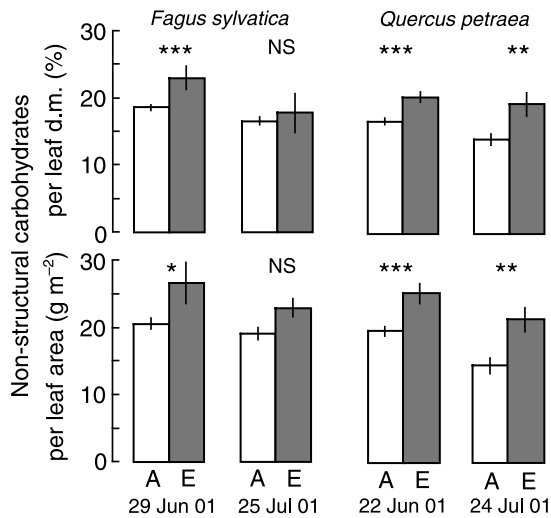 Fagus sylvatica Quercus petraea
Non-structural carbohydrates
per leaf d.m. (%)
per leaf area (g m⁻²)
30
20
10
0
*** NS *** **
30
20
10
0
* NS *** **
A E A E A E A E
29 Jun 01 25 Jul 01 22 Jun 01 24 Jul 01